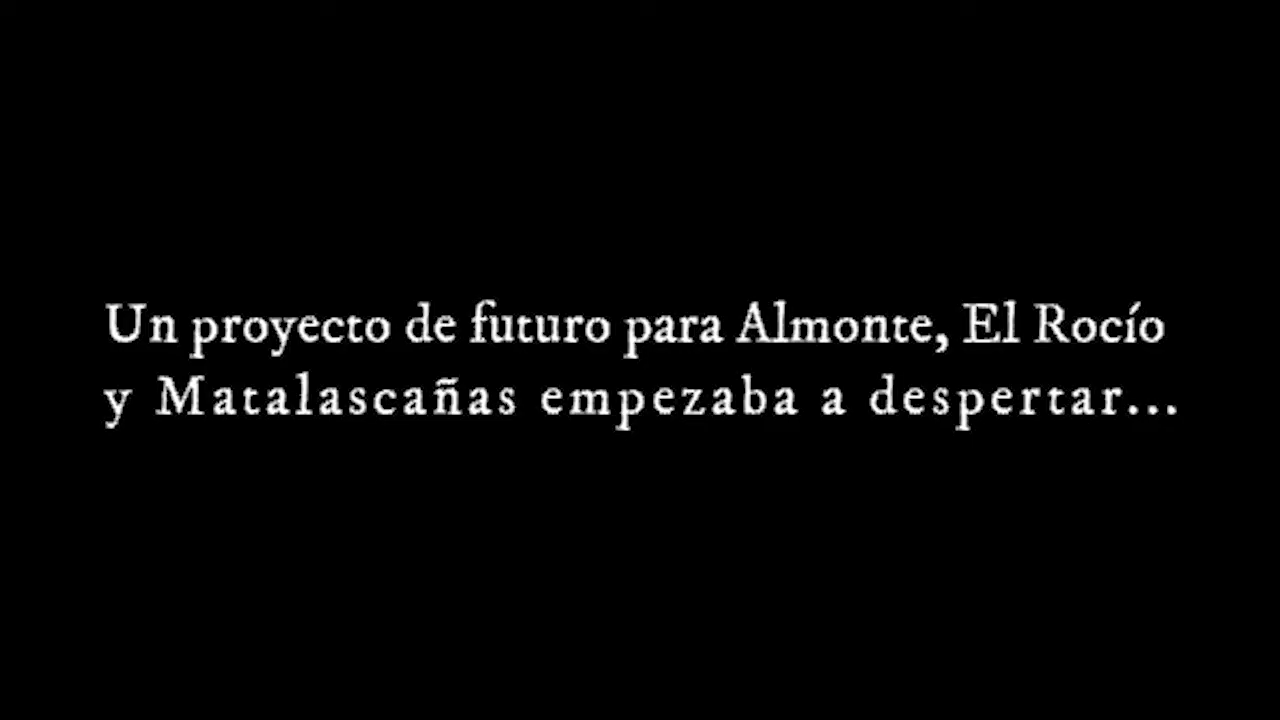 Un proyecto de futuro para Almonte, El Rocío
y Matalascañas empezaba a despertar...